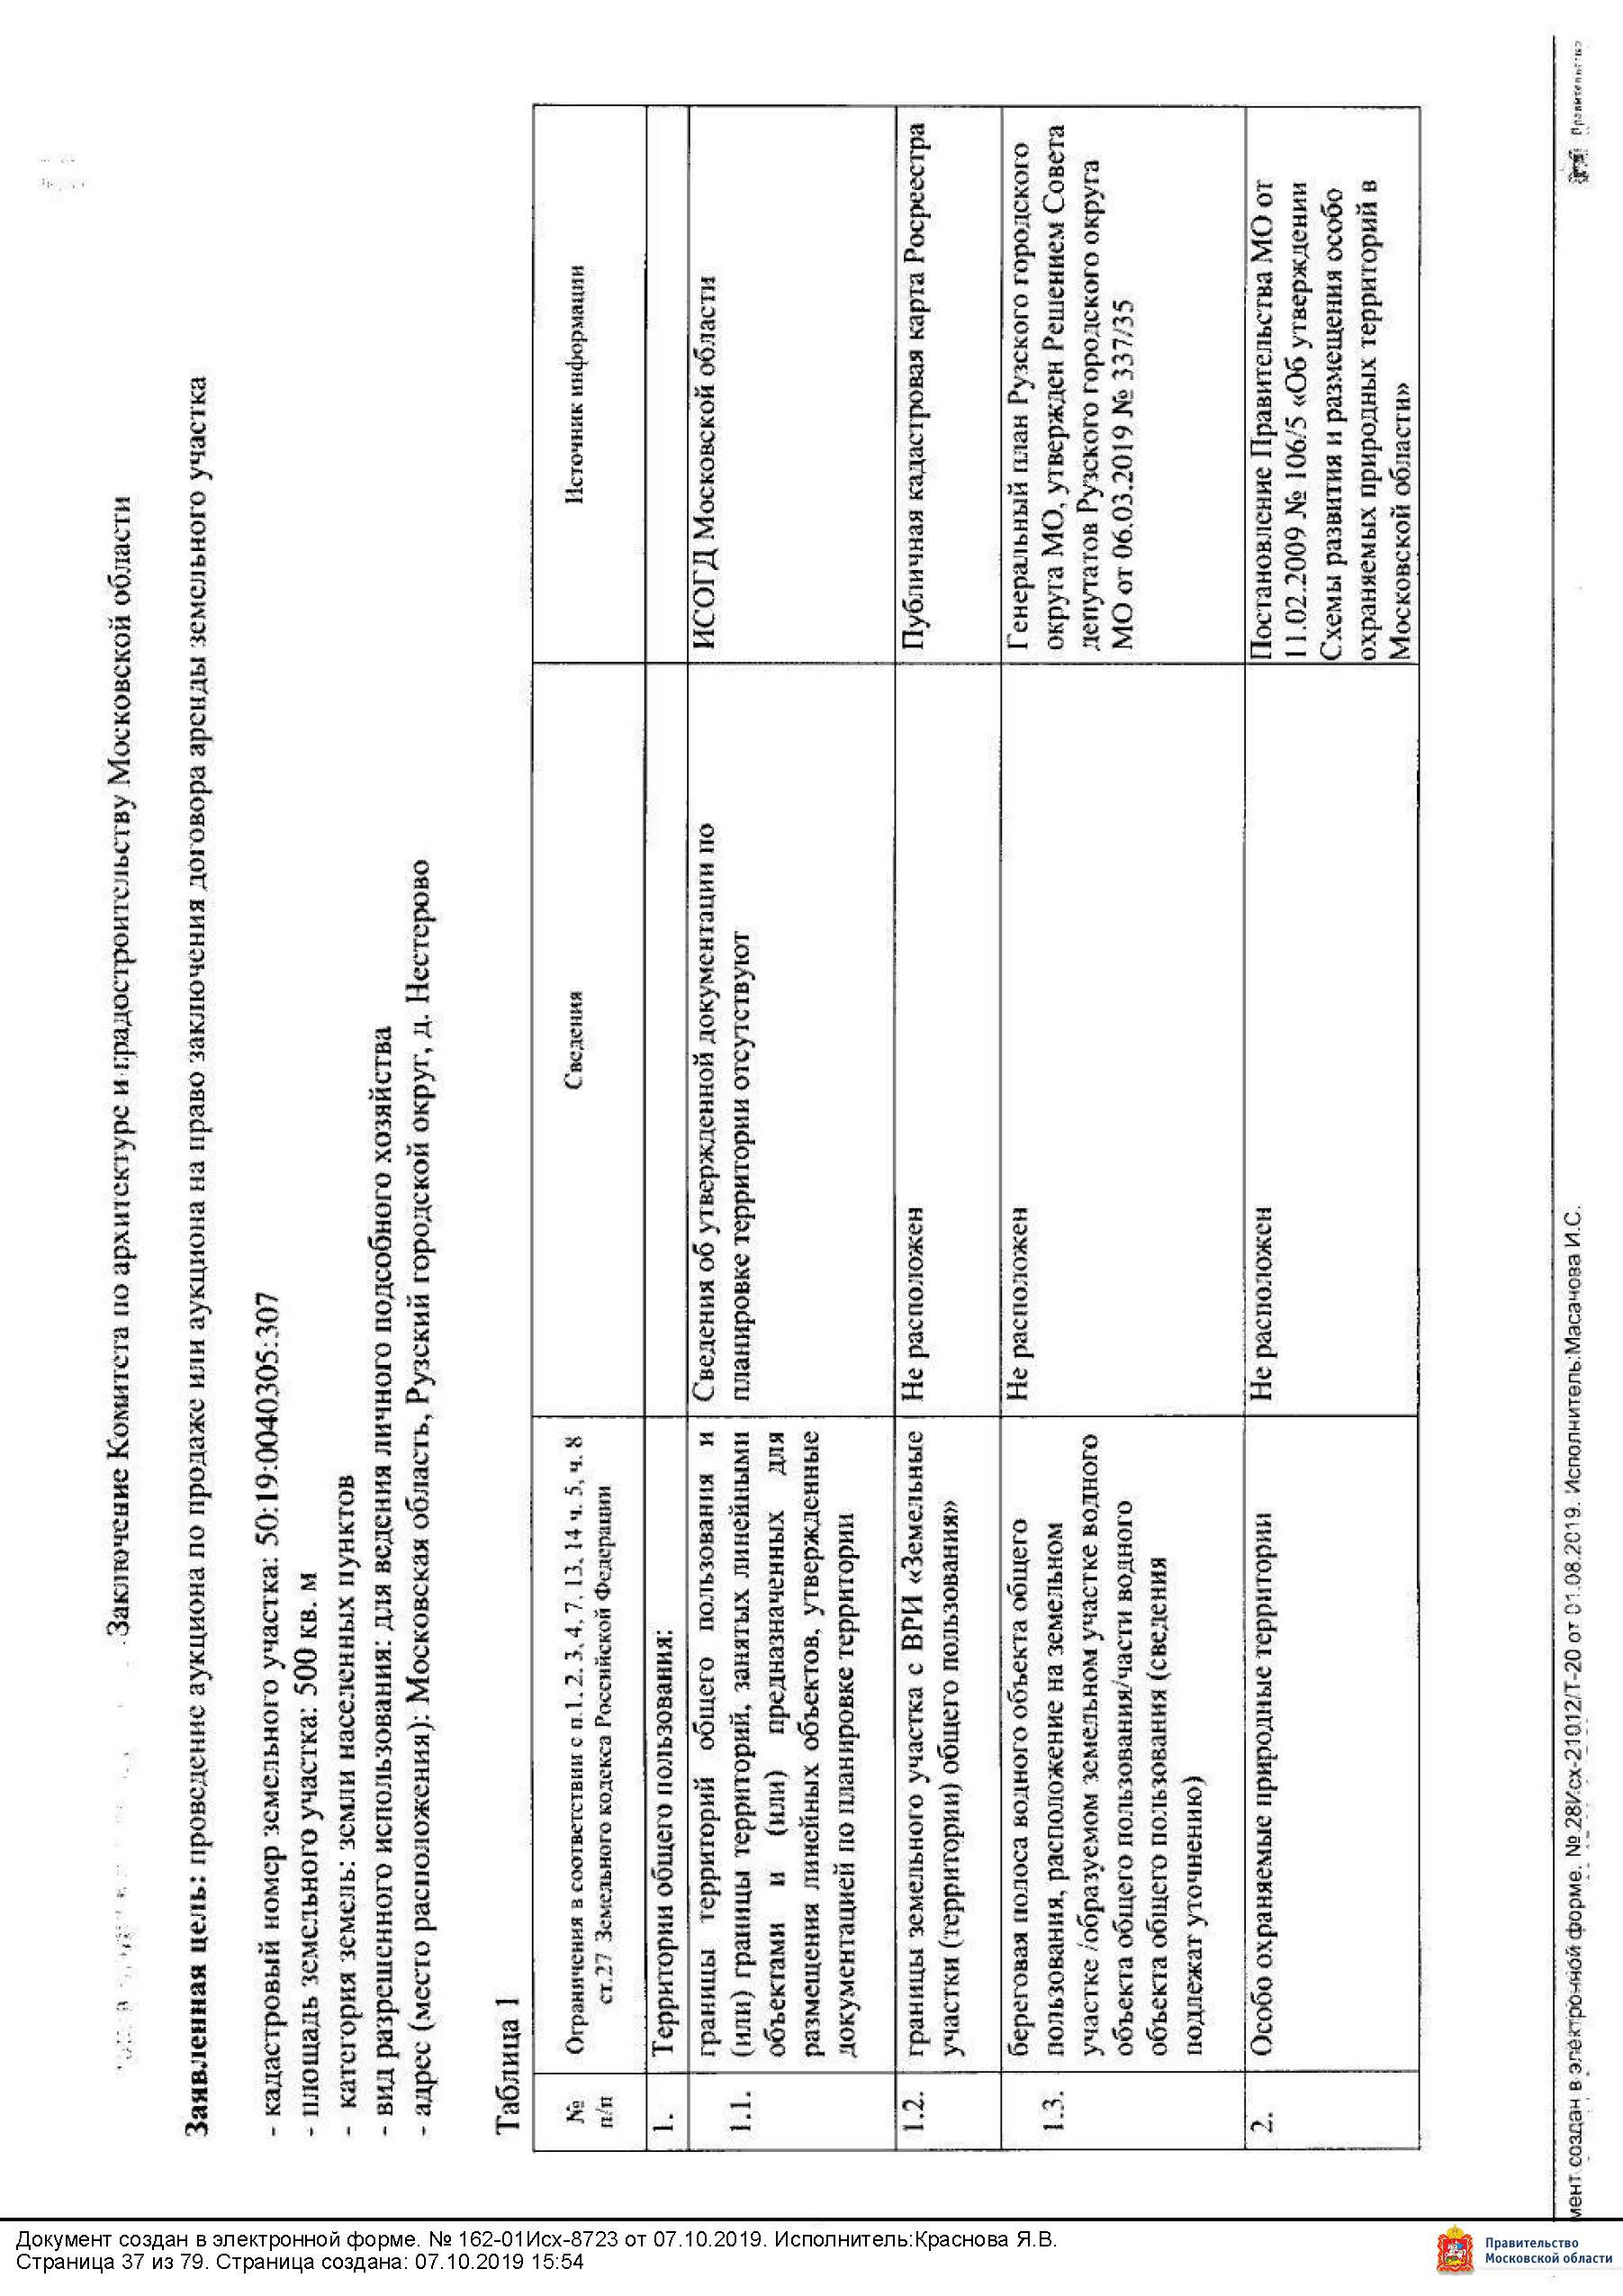 Заключение Комитета по архитектуре и градостроительству Московской области
Заявленная цель: проведение аукциона по продаже или аукциона на право заключения договора аренды земельного участка
- кадастровый номер земельного участка: 50:19:0040305:307
- площадь земельного участка: 500 кв. м
- категория земель: земли населенных пунктов
- вид разрешенного использования: для ведения личного подсобного хозяйства
- адрес (место расположения): Московская область, Рузский городской округ, д. Нестерово
Таблица 1
№
п/п
Ограничения в соответствии с п.1, 2, 3, 4, 7, 13, 14 ч. 5, ч. 8
ст.27 Земельного кодекса Российской Федерации
Сведения
Источник информации
1.
Территории общего пользования:
1.1.
границы территорий общего пользования и
(или) границы территорий, занятых линейными
объектами и (или) предназначенных для
размещения линейных объектов, утвержденные
документацией по планировке территории
Сведения об утвержденной документации по
планировке территории отсутствуют
ИСОГД Московской области
1.2.
границы земельного участка с ВРИ «Земельные
участки (территории) общего пользования»
Не расположен
Публичная кадастровая карта Росреестра
1.3.
береговая полоса водного объекта общего
пользования, расположение на земельном
участке /образуемом земельном участке водного
объекта общего пользования/части водного
объекта общего пользования (сведения
подлежат уточнению)
Не расположен
Генеральный план Рузского городского
округа МО, утвержден Решением Совета
депутатов Рузского городского округа
МО от 06.03.2019 № 337/35
2.
Особо охраняемые природные территории
Не расположен
Постановление Правительства МО от
11.02.2009 № 106/5 «Об утверждении
Схемы развития и размещения особо
охраняемых природных территорий в
Московской области»
мент создан в электронной форме. № 28Исх-21012/Т-20 от 01.08.2019. Исполнитель:Масачова И.С.
Правительство
Документ создан в электронной форме. № 162-01Исх-8723 от 07.10.2019. Исполнитель:Краснова Я.В.
Страница 37 из 79. Страница создана: 07.10.2019 15:54
Правительство
Московской области